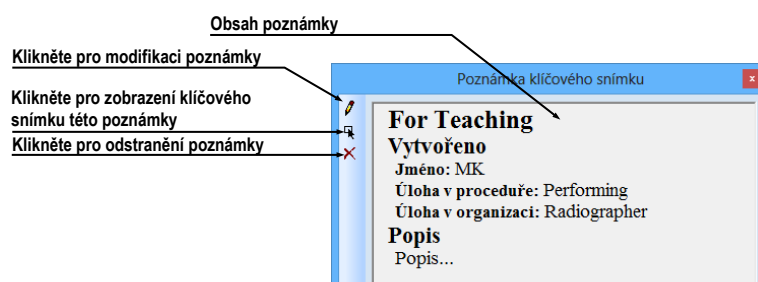 Obsah poznámky
Klikněte pro modifikaci poznámky
Klikněte pro zobrazení klíčového
snímku této poznámky
Klikněte pro odstranění poznámky
Poznámka klíčového snímku
For Teaching
Vytvořeno
Jméno: MK
Úloha v proceduře: Performing
Úloha v organizaci: Radiographer
Popis
Popis...